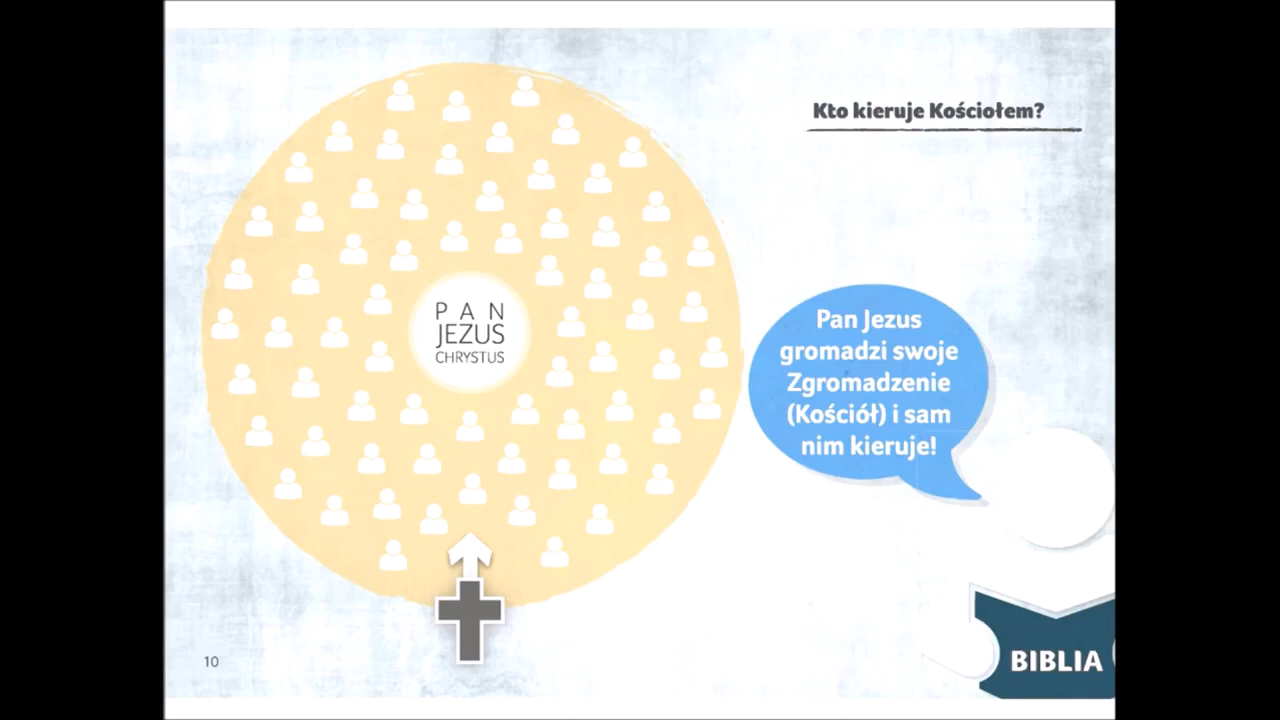 Kto kieruje Kościołem?
PAN
JEZUS
CHRYSTUS
Pan Jezus
gromadzi swoje
Zgromadzenie
(Kościół) i sam
nim kieruje!
10
BIBLIA